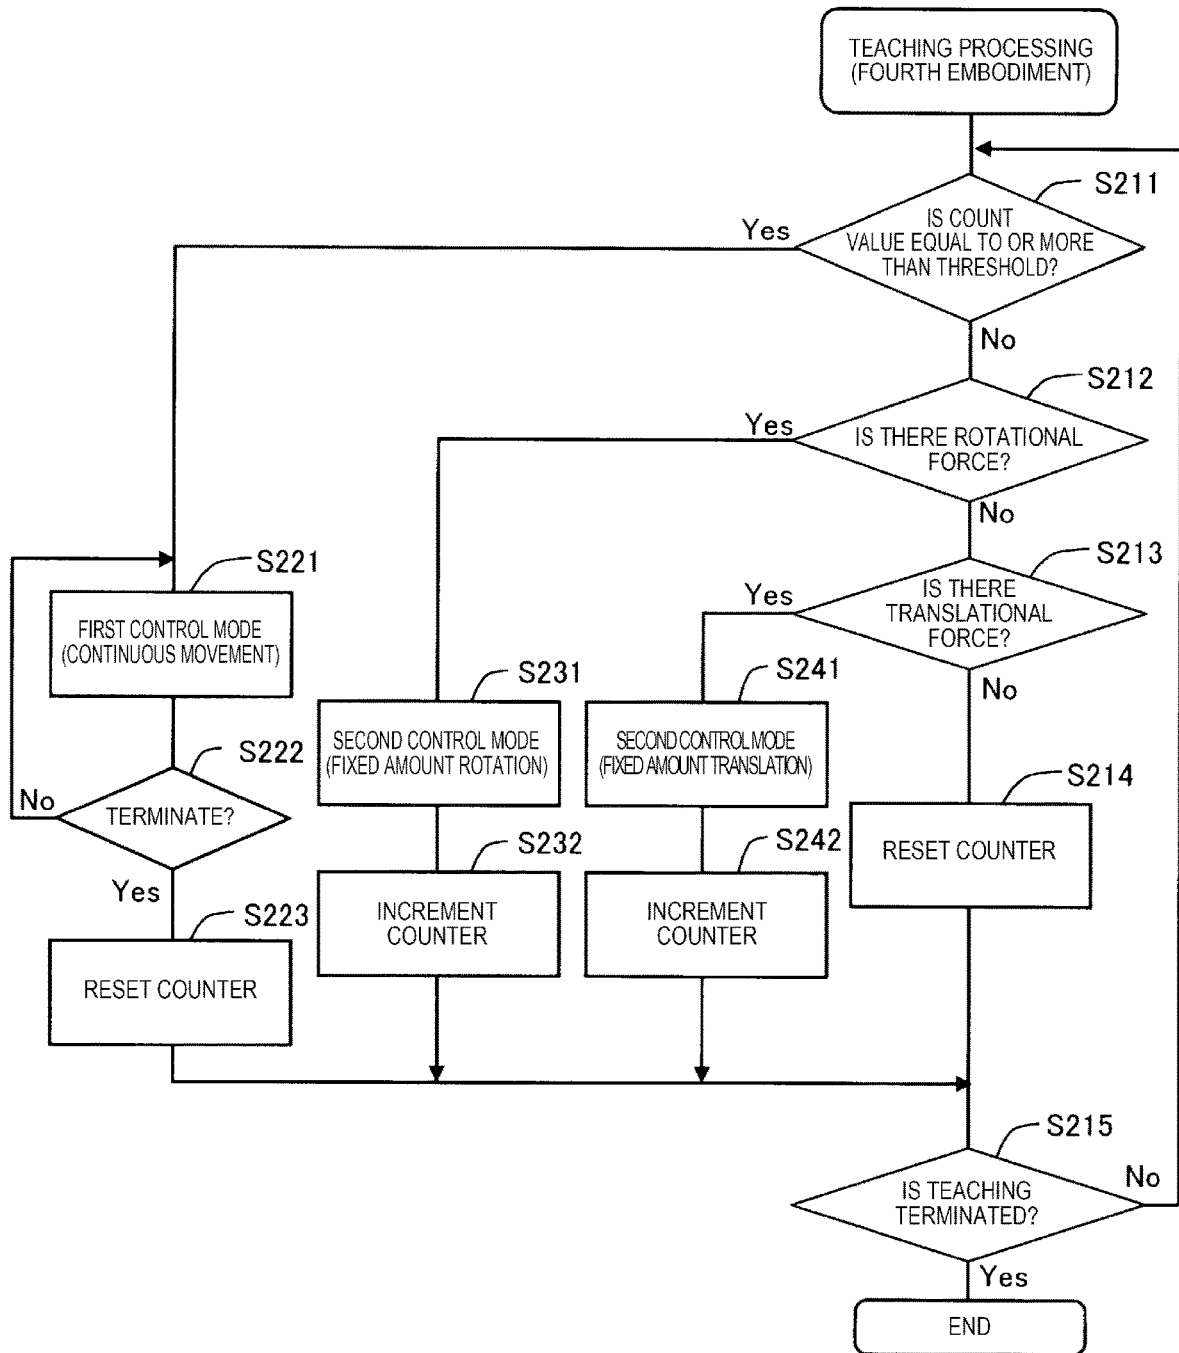 TEACHING PROCESSING
(FOURTH EMBODIMENT)
S211
Yes
IS COUNT
VALUE EQUAL TO OR MORE
THAN THRESHOLD?
No
S212
Yes
IS THERE ROTATIONAL
FORCE?
No
S213
Yes
IS THERE
TRANSLATIONAL
FORCE?
No
S221
FIRST CONTROL MODE
(CONTINUOUS MOVEMENT)
S222
No
TERMINATE?
Yes
S223
RESET COUNTER
S231
SECOND CONTROL MODE
(FIXED AMOUNT ROTATION)
S232
INCREMENT
COUNTER
S241
SECOND CONTROL MODE
(FIXED AMOUNT TRANSLATION)
S242
INCREMENT
COUNTER
S214
RESET COUNTER
S215
No
IS TEACHING
TERMINATED?
Yes
END